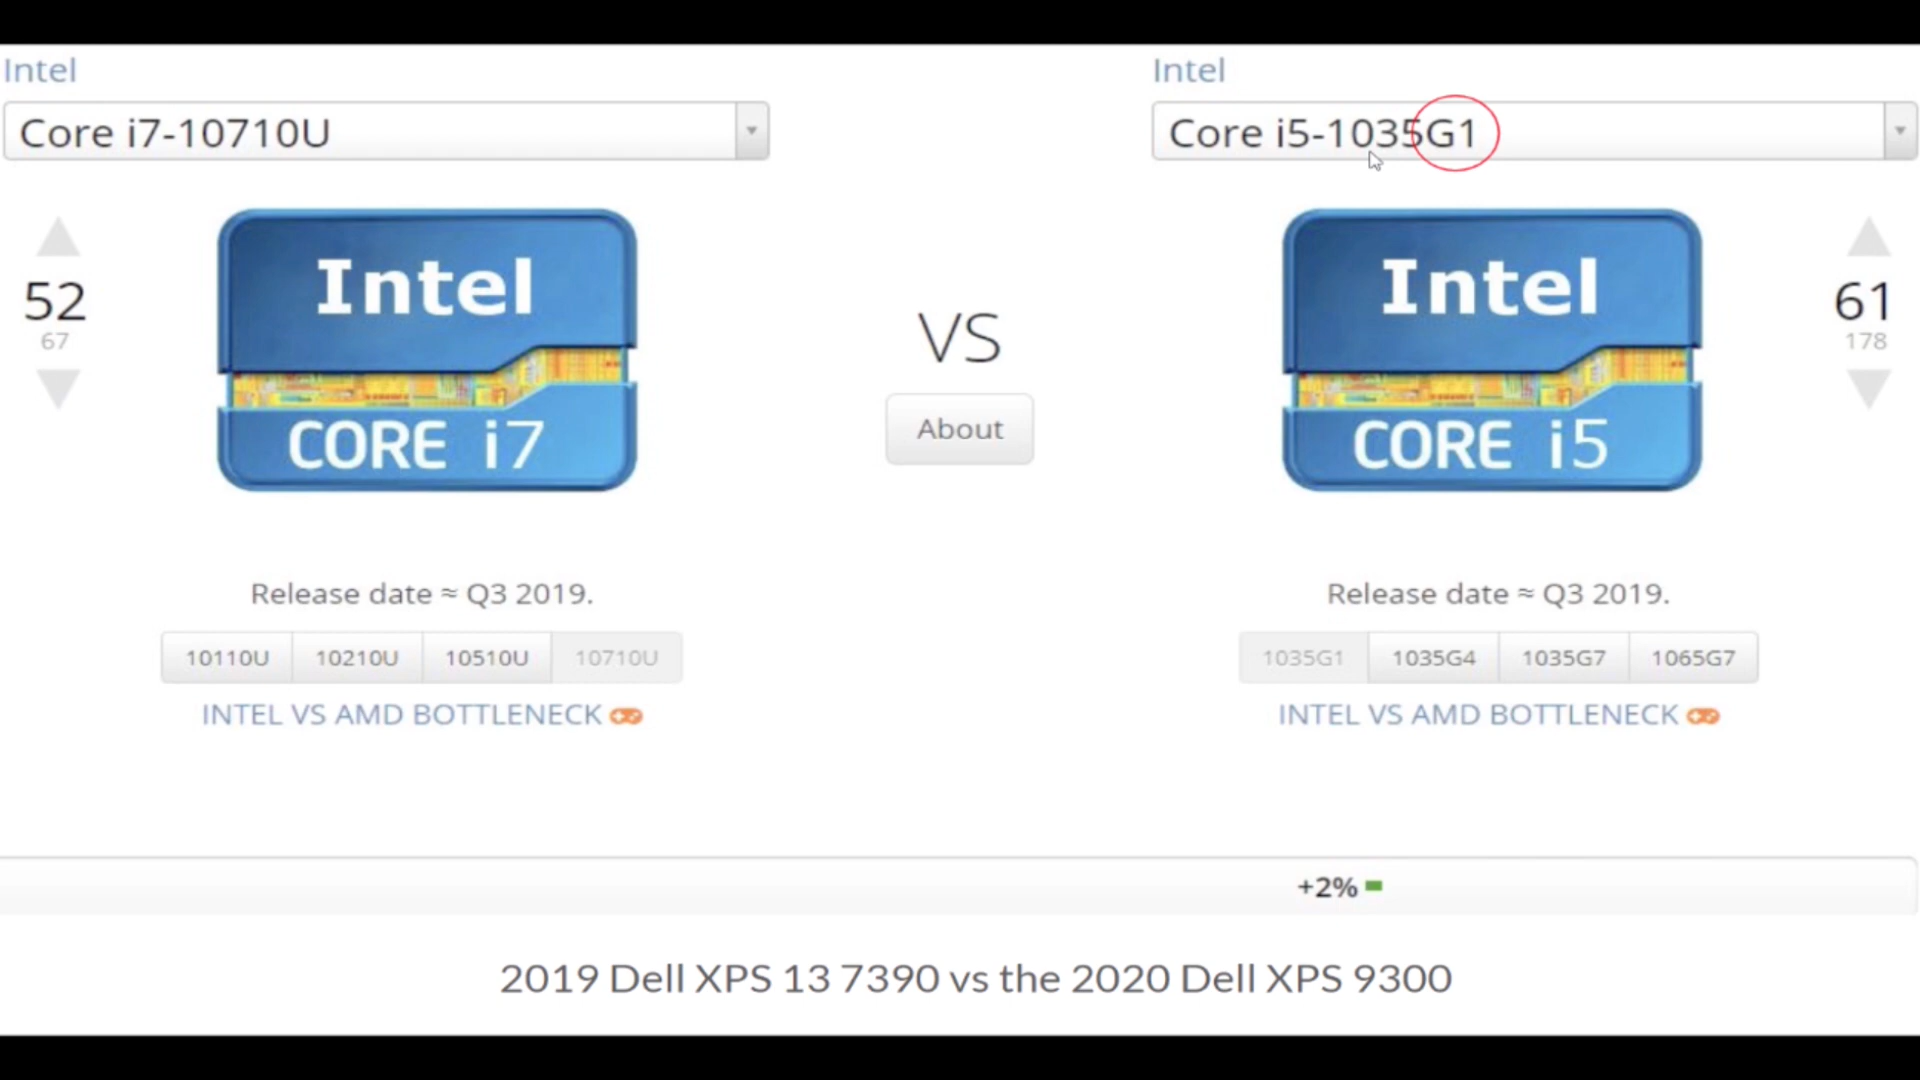 Intel
Core i7-10710U
52
67
Intel
CORE i7
Release date ≈ Q3 2019.
10110U 10210U 10510U 10710U
INTEL VS AMD BOTTLENECK
VS
About
Intel
Core i5-1035G1
61
178
Intel
CORE i5
Release date ≈ Q3 2019.
1035G1 1035G4 1035G7 1065G7
INTEL VS AMD BOTTLENECK
+2%
2019 Dell XPS 13 7390 vs the 2020 Dell XPS 9300